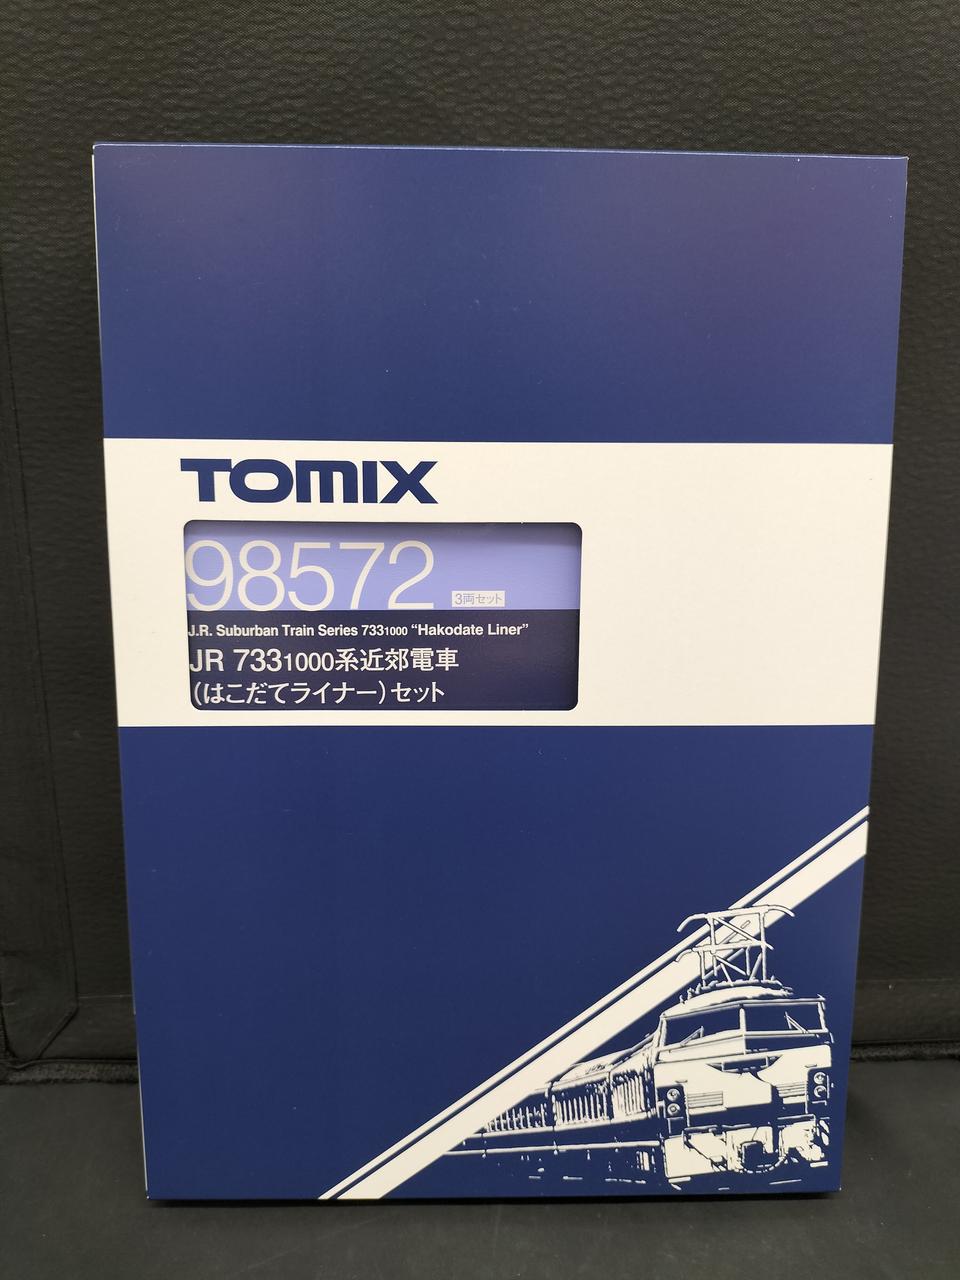 TOMIX
98572 3両セット
J.R. Suburban Train Series 7331000 “Hakodate Liner”
JR 7331000系近郊電車
（はこだてライナー）セット